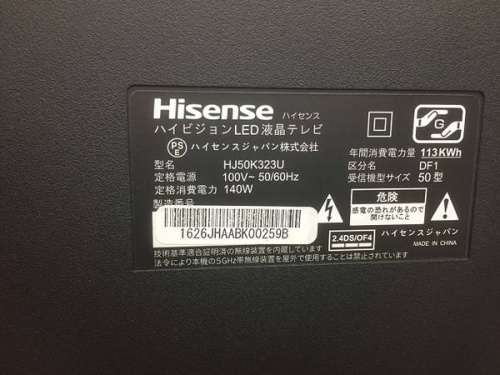 Hisense ハイセンス
ハイビジョンLED液晶テレビ
PS E ハイセンスジャパン株式会社
型名 HJ50K323U
定格電源 100V~ 50/60Hz
定格消費電力 140W
製造番号
1626JHAABK00259B
技術基準適合証明済の無線装置を内蔵しています
法令により本機の5GHz帯無線装置を屋外で使用することは禁止されています
G
年間消費電力量 113KWh
区分名 DF1
受信機型サイズ 50型
危険
感電の恐れがあるので
開けないこと
2.4DS/OF4
ハイセンスジャパン
MADE IN CHINA